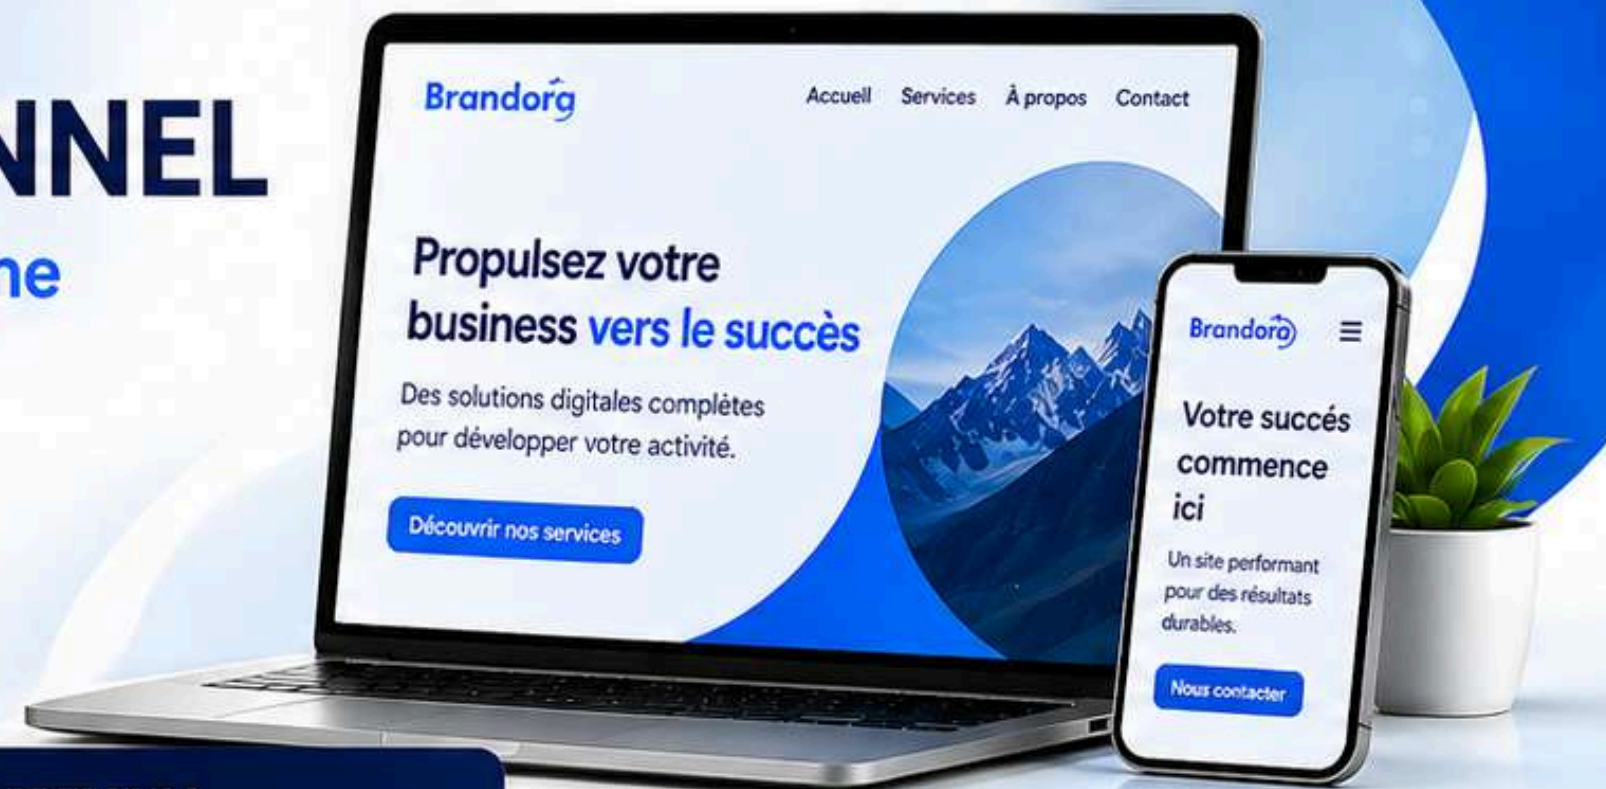 NNEL
ne
Brandorg
Accueil Services À propos Contact
Propulsez votre
business vers le succès
Des solutions digitales complètes
pour développer votre activité.
Découvrir nos services
Brandorg
Votre succés
commence
ici
Un site performant
pour des résultats
durables.
Nous contacter